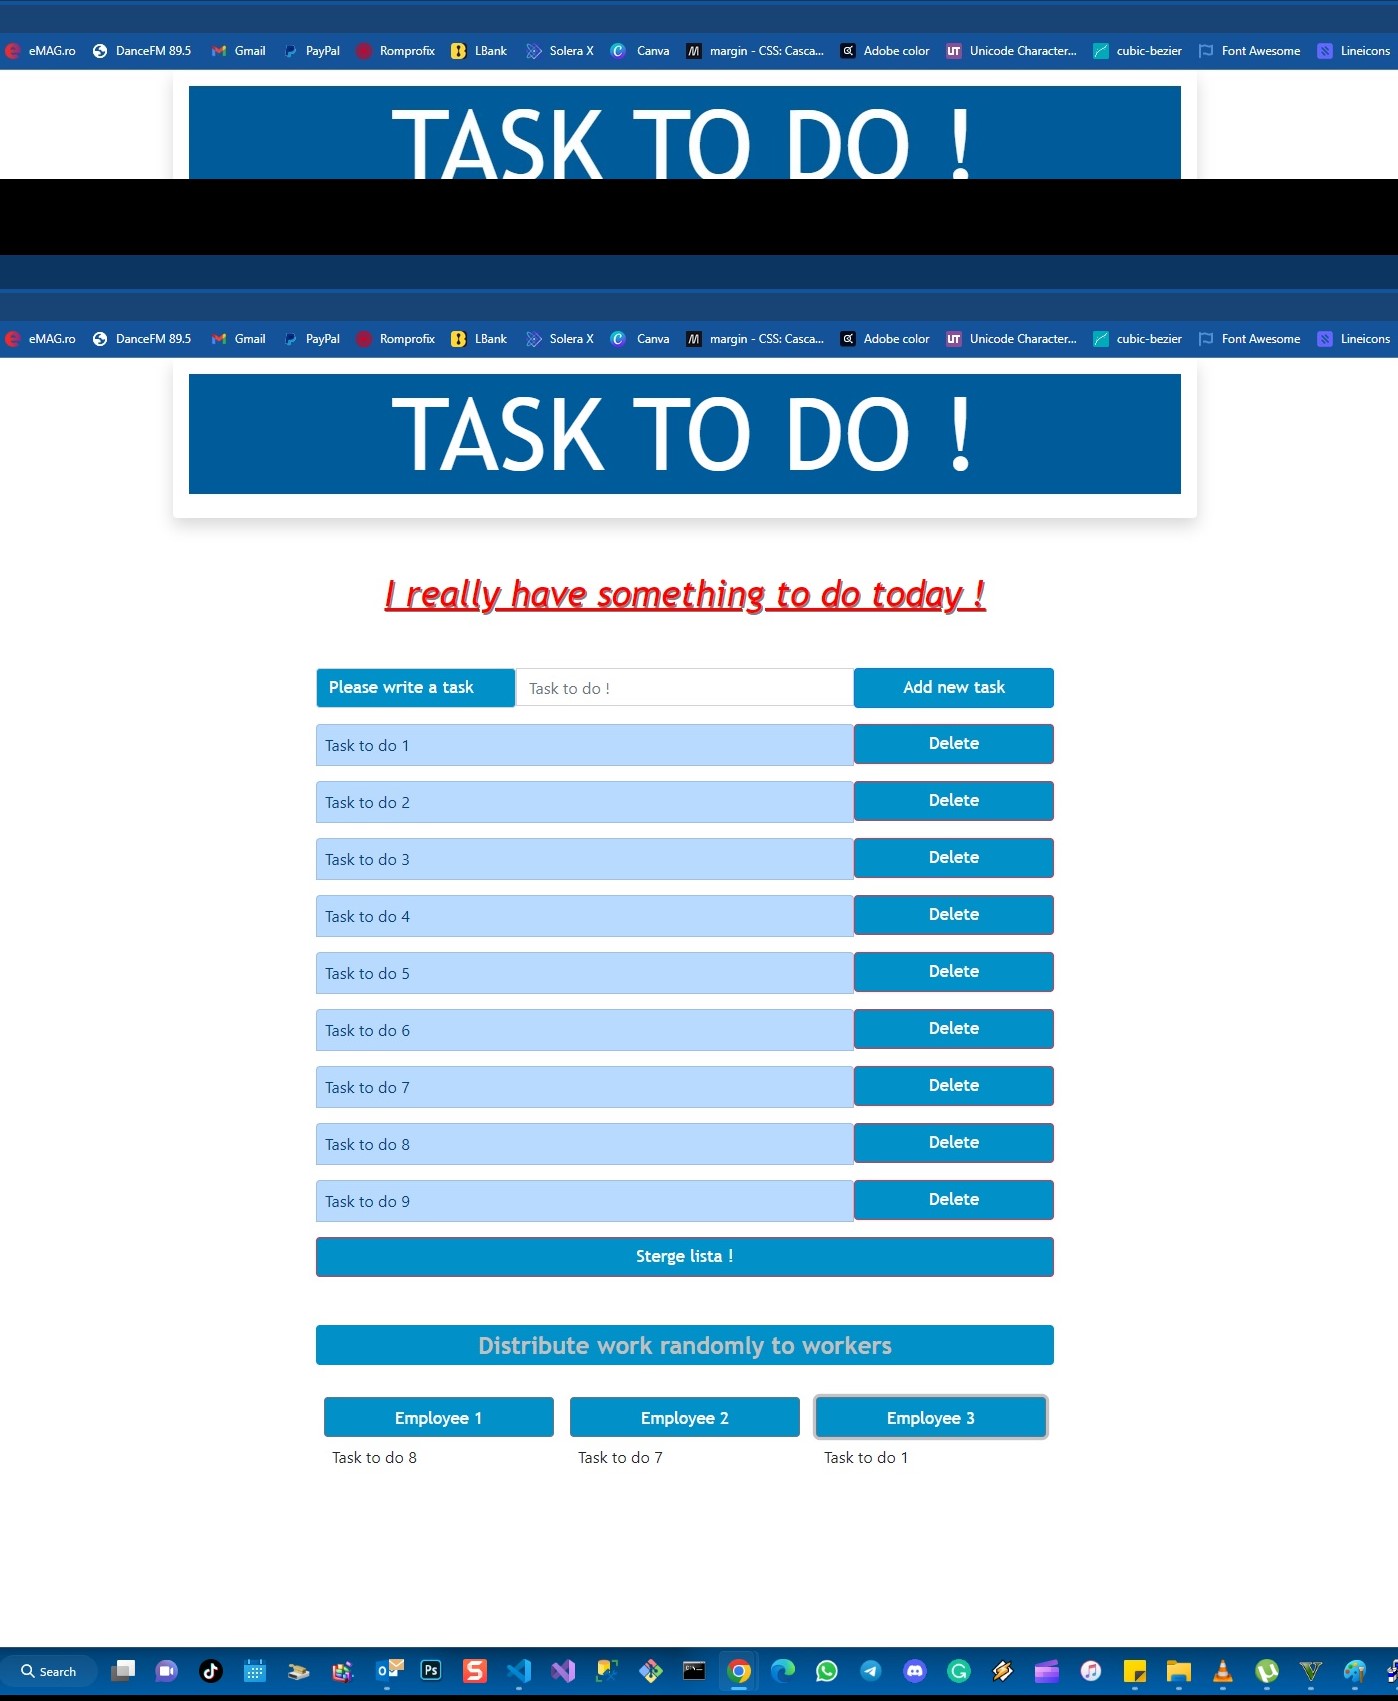 eMAG.ro DanceFM 89.5 Gmail PayPal Romprofix LBank Solera X Canva margin - CSS: Casca... Adobe color Unicode Character... cubic-bezier Font Awesome Lineicons
TASK TO DO !
eMAG.ro DanceFM 89.5 Gmail PayPal Romprofix LBank Solera X Canva margin - CSS: Casca... Adobe color Unicode Character... cubic-bezier Font Awesome Lineicons
TASK TO DO !
I really have something to do today !
Please write a task Task to do ! Add new task
Task to do 1 Delete
Task to do 2 Delete
Task to do 3 Delete
Task to do 4 Delete
Task to do 5 Delete
Task to do 6 Delete
Task to do 7 Delete
Task to do 8 Delete
Task to do 9 Delete
Sterge lista !
Distribute work randomly to workers
Employee 1 Employee 2 Employee 3
Task to do 8 Task to do 7 Task to do 1
Search